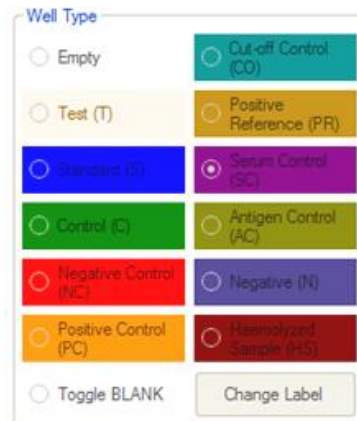 Well Type
Empty
Cut-off Control
(CO)
Test (T)
Positive
Reference (PR)
Standard (S)
Serum Control
(SC)
Control (C)
Antigen Control
(AC)
Negative Control
(NC)
Negative (N)
Positive Control
(PC)
Haemolyzed
Sample (HS)
Toggle BLANK
Change Label